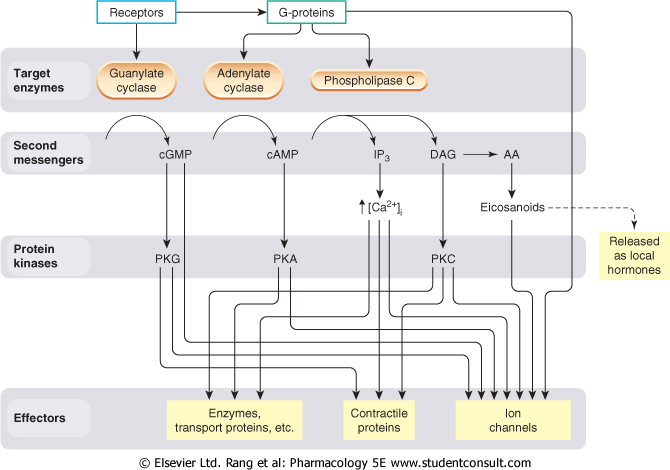 Receptors
G-proteins
Target
enzymes
Guanylate
cyclase
Adenylate
cyclase
Phospholipase C
Second
messengers
cGMP
cAMP
IP3
DAG
AA
[Ca2+]i
Eicosanoids
Released
as local
hormones
Protein
kinases
PKG
PKA
PKC
Effectors
Enzymes,
transport proteins, etc.
Contractile
proteins
Ion
channels
© Elsevier Ltd. Rang et al: Pharmacology 5E www.studentconsult.com